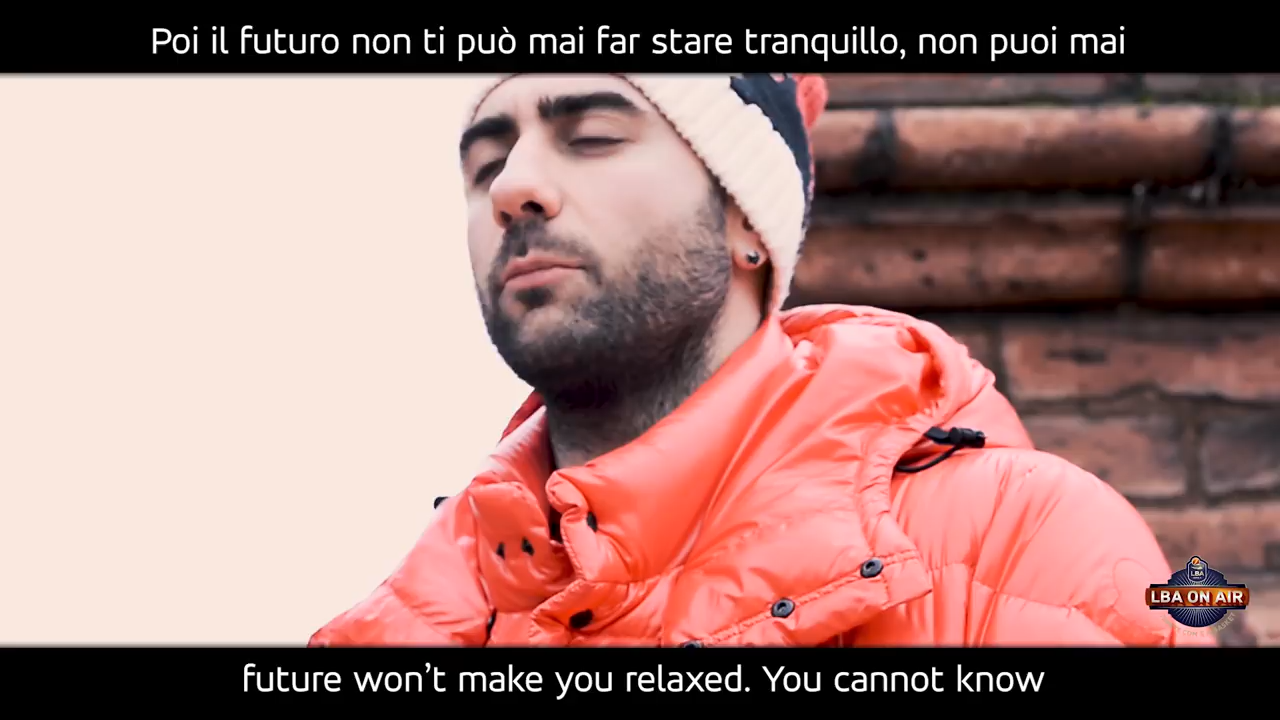 Poi il futuro non ti può mai far stare tranquillo, non puoi mai
LBA
LBA ON AIR
future won't make you relaxed. You cannot know